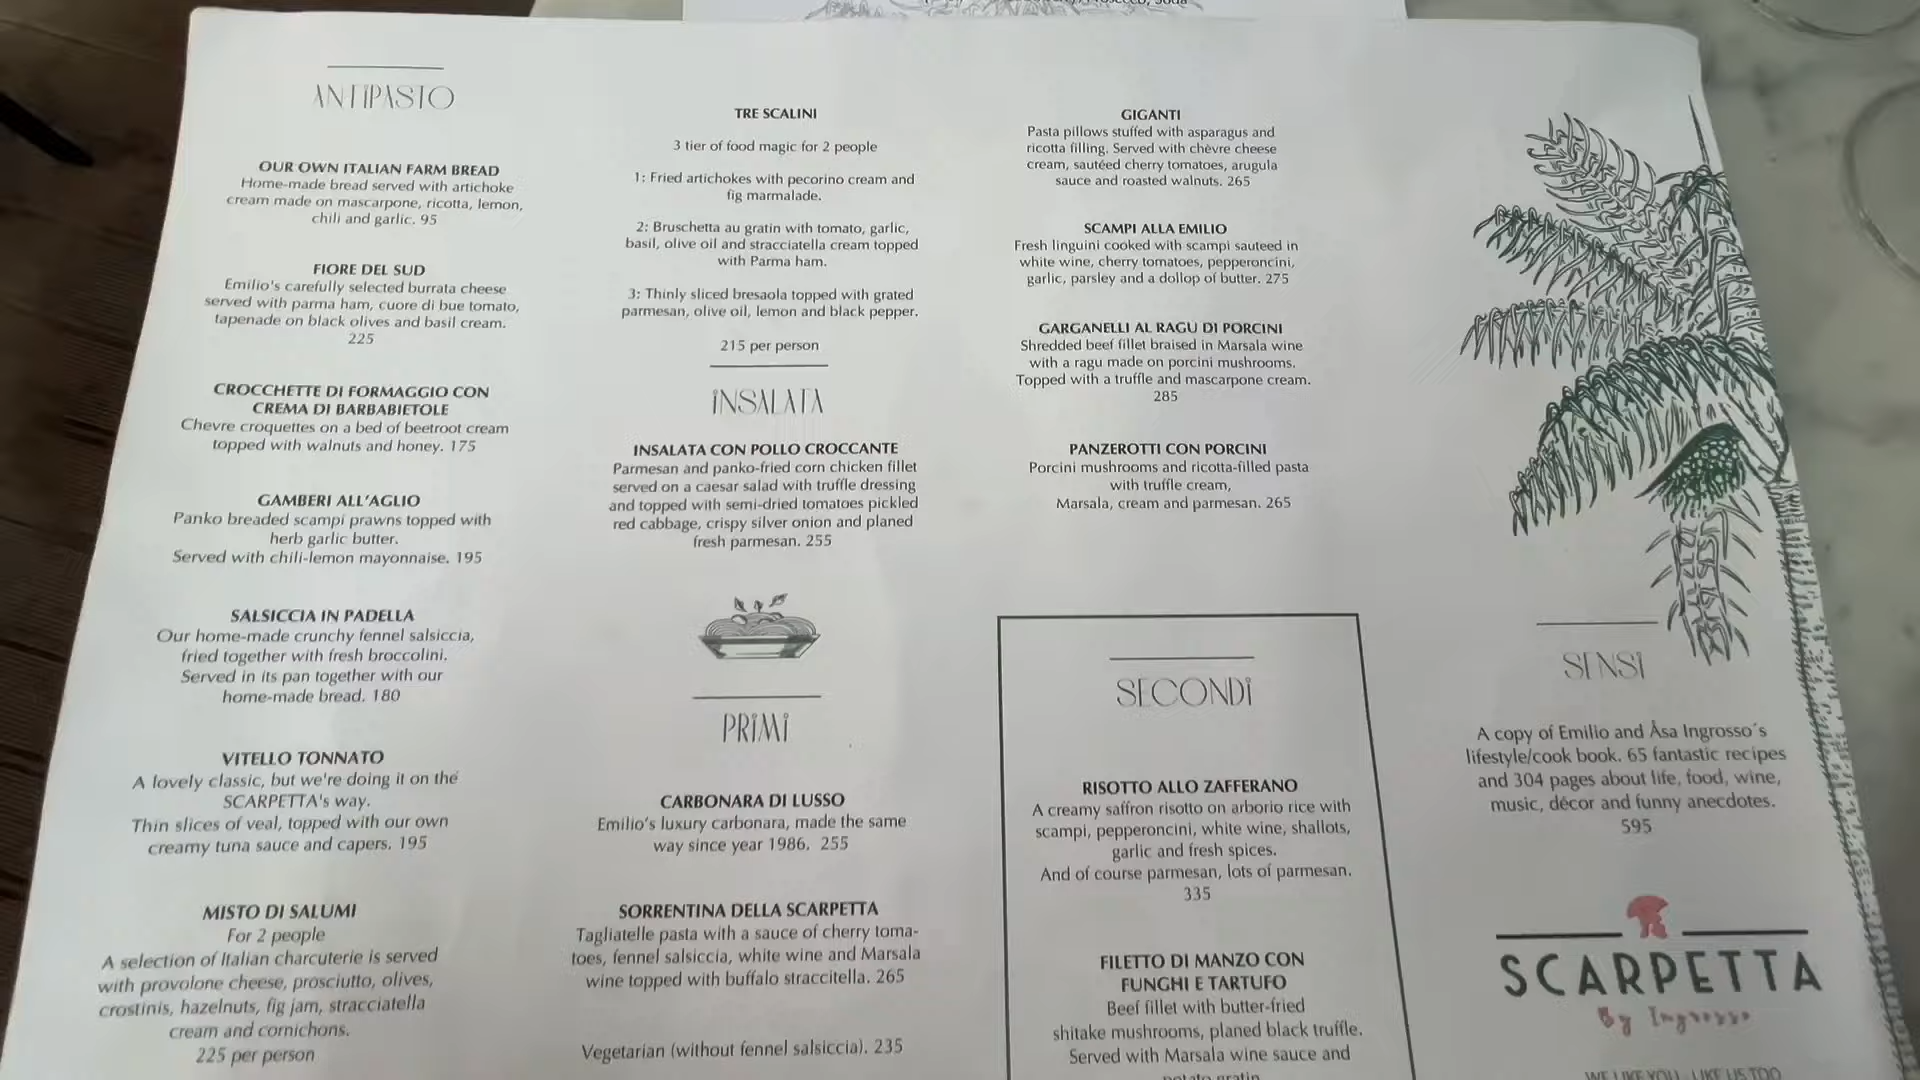 ANTIPASTO
OUR OWN ITALIAN FARM BREAD
Home-made bread served with artichoke
cream made on mascarpone, ricotta, lemon,
chili and garlic. 95
FIORE DEL SUD
Emilio's carefully selected burrata cheese
served with parma ham, cuore di bue tomato,
tapenade on black olives and basil cream.
225
CROCCHETTE DI FORMAGGIO CON
CREMA DI BARBABIETOLE
Chevre croquettes on a bed of beetroot cream
topped with walnuts and honey. 175
GAMBERI ALL'AGLIO
Panko breaded scampi prawns topped with
herb garlic butter.
Served with chili-lemon mayonnaise. 195
SALSICCIA IN PADELLA
Our home-made crunchy fennel salsiccia,
fried together with fresh broccolini.
Served in its pan together with our
home-made bread. 180
VITELLO TONNATO
A lovely classic, but we're doing it on the
SCARPETTA's way.
Thin slices of veal, topped with our own
creamy tuna sauce and capers. 195
MISTO DI SALUMI
For 2 people
A selection of Italian charcuterie is served
with provolone cheese, prosciutto, olives,
crostinis, hazelnuts, fig jam, stracciatella
cream and cornichons.
225 per person
TRE SCALINI
3 tier of food magic for 2 people
1: Fried artichokes with pecorino cream and
fig marmalade.
2: Bruschetta au gratin with tomato, garlic,
basil, olive oil and stracciatella cream topped
with Parma ham.
3: Thinly sliced bresaola topped with grated
parmesan, olive oil, lemon and black pepper.
215 per person
INSALATA
INSALATA CON POLLO CROCCANTE
Parmesan and panko-fried corn chicken fillet
served on a caesar salad with truffle dressing
and topped with semi-dried tomatoes pickled
red cabbage, crispy silver onion and planed
fresh parmesan. 255
PRIMI
CARBONARA DI LUSSO
Emilio's luxury carbonara, made the same
way since year 1986. 255
SORRENTINA DELLA SCARPETTA
Tagliatelle pasta with a sauce of cherry toma-
toes, fennel salsiccia, white wine and Marsala
wine topped with buffalo straccitella. 265
Vegetarian (without fennel salsiccia). 235
GIGANTI
Pasta pillows stuffed with asparagus and
ricotta filling. Served with chèvre cheese
cream, sautéed cherry tomatoes, arugula
sauce and roasted walnuts. 265
SCAMPI ALLA EMILIO
Fresh linguini cooked with scampi sauteed in
white wine, cherry tomatoes, pepperoncini,
garlic, parsley and a dollop of butter. 275
GARGANELLI AL RAGU DI PORCINI
Shredded beef fillet braised in Marsala wine
with a ragu made on porcini mushrooms.
Topped with a truffle and mascarpone cream.
285
PANZEROTTI CON PORCINI
Porcini mushrooms and ricotta-filled pasta
with truffle cream,
Marsala, cream and parmesan. 265
SECONDI
RISOTTO ALLO ZAFFERANO
A creamy saffron risotto on arborio rice with
scampi, pepperoncini, white wine, shallots,
garlic and fresh spices.
And of course parmesan, lots of parmesan.
335
FILETTO DI MANZO CON
FUNGHI E TARTUFO
Beef fillet with butter-fried
shitake mushrooms, planed black truffle.
Served with Marsala wine sauce and
potato gratin
SENSI
A copy of Emilio and Åsa Ingrosso´s
lifestyle/cook book. 65 fantastic recipes
and 304 pages about life, food, wine,
music, décor and funny anecdotes.
595
SCARPETTA
By Ingrosso
WE LIKE YOU - LIKE US TOO